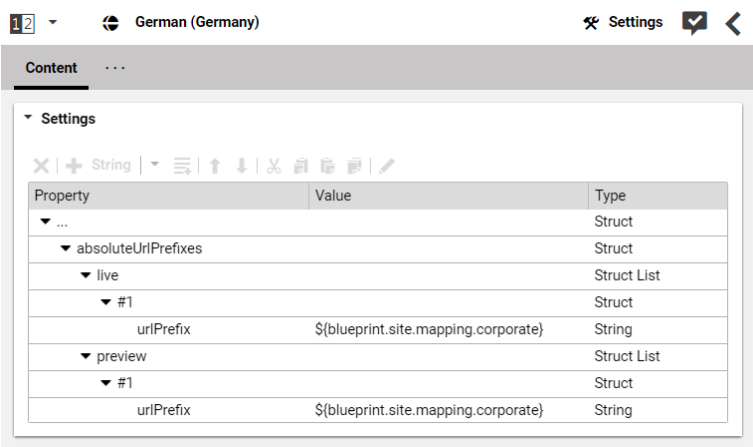 12 German (Germany) Settings
Content ...
Settings
String
Property Value Type
... Struct
absoluteUrlPrefixes Struct
live Struct List
#1 Struct
urlPrefix ${blueprint.site.mapping.corporate} String
preview Struct List
#1 Struct
urlPrefix ${blueprint.site.mapping.corporate} String